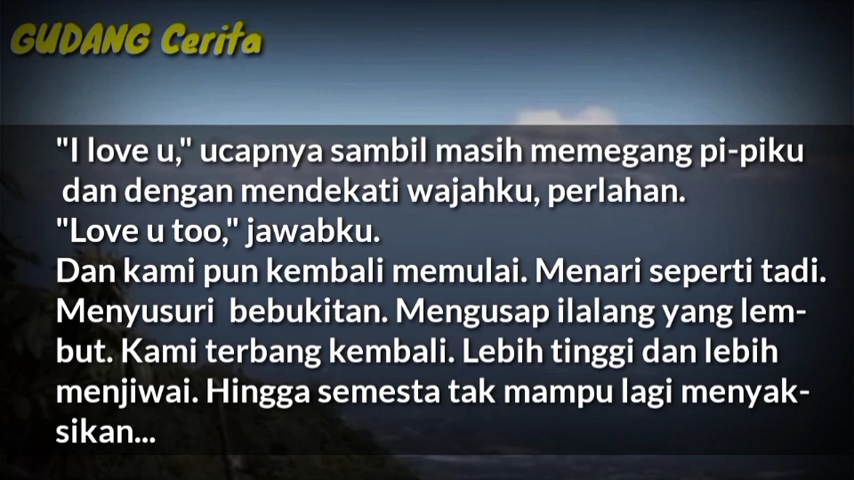 GUDANG Cerita
"I love u," ucapnya sambil masih memegang pi-piku
dan dengan mendekati wajahku, perlahan.
"Love u too," jawabku.
Dan kami pun kembali memulai. Menari seperti tadi.
Menyusuri bebukitan. Mengusap ilalang yang lem-
but. Kami terbang kembali. Lebih tinggi dan lebih
menjiwai. Hingga semesta tak mampu lagi menyak-
sikan...